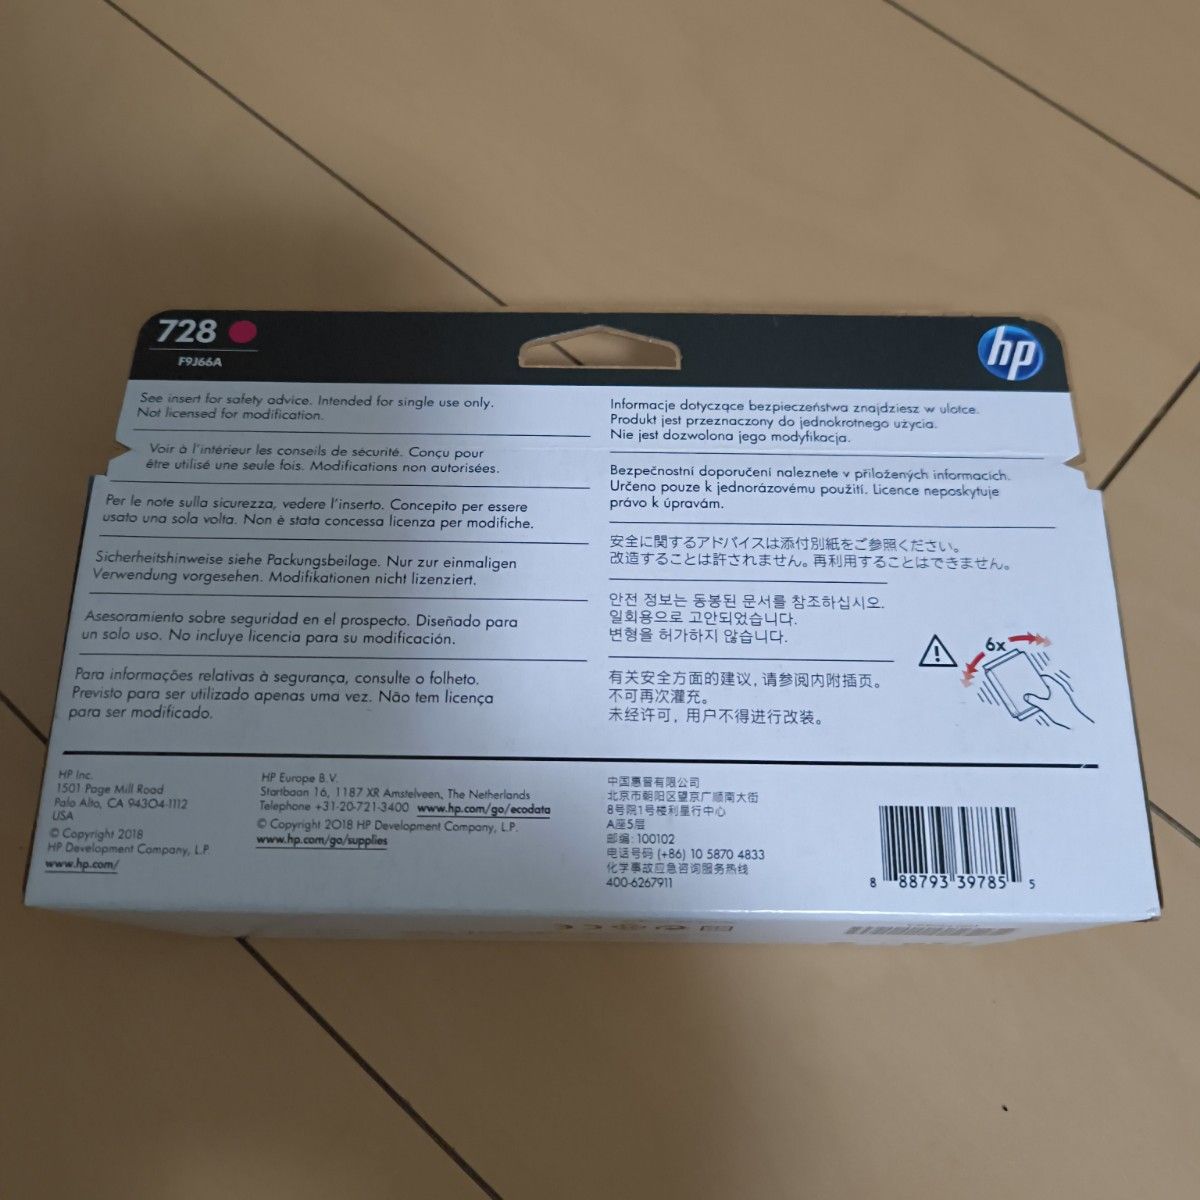 728
F9J66A
hp
See insert for safety advice. Intended for single use only.
Not licensed for modification.
Voir à l'intérieur les conseils de sécurité. Conçu pour
être utilisé une seule fois. Modifications non autorisées.
Per le note sulla sicurezza, vedere l'inserto. Concepito per essere
usato una sola volta. Non è stata concessa licenza per modifiche.
Sicherheitshinweise siehe Packungsbeilage. Nur zur einmaligen
Verwendung vorgesehen. Modifikationen nicht lizenziert.
Asesoramiento sobre seguridad en el prospecto. Diseñado para
un solo uso. No incluye licencia para su modificación.
Para informações relativas à segurança, consulte o folheto.
Previsto para ser utilizado apenas uma vez. Não tem licença
para ser modificado.
Informacje dotyczące bezpieczeństwa znajdziesz w ulotce.
Produkt jest przeznaczony do jednokrotnego użycia.
Nie jest dozwolona jego modyfikacja.
Bezpečnostní doporučení naleznete v přiložených informacích.
Určeno pouze k jednorázovému použití. Licence neposkytuje
právo k úpravám.
安全に関するアドバイスは添付別紙をご参照ください。
改造することは許されません。再利用することはできません。
안전 정보는 동봉된 문서를 참조하십시오.
일회용으로 고안되었습니다.
변형을 허가하지 않습니다.
有关安全方面的建议, 请参阅内附插页。
不可再次灌充。
未经许可, 用户不得进行改装。
6x
HP Inc.
1501 Page Mill Road
Palo Alto, CA 94304-1112
USA
© Copyright 2018
HP Development Company, L.P.
www.hp.com/
HP Europe B.V.
Startbaan 16, 1187 XR Amstelveen, The Netherlands
Telephone +31-20-721-3400 www.hp.com/go/ecodata
© Copyright 2018 HP Development Company, L.P.
www.hp.com/go/supplies
中国惠普有限公司
北京市朝阳区望京广顺南大街
8号院1号楼利星行中心
A座5层
邮编: 100102
电话号码 (+86) 10 5870 4833
化学事故应急咨询服务热线
400-6267911
8 88793 39785 5